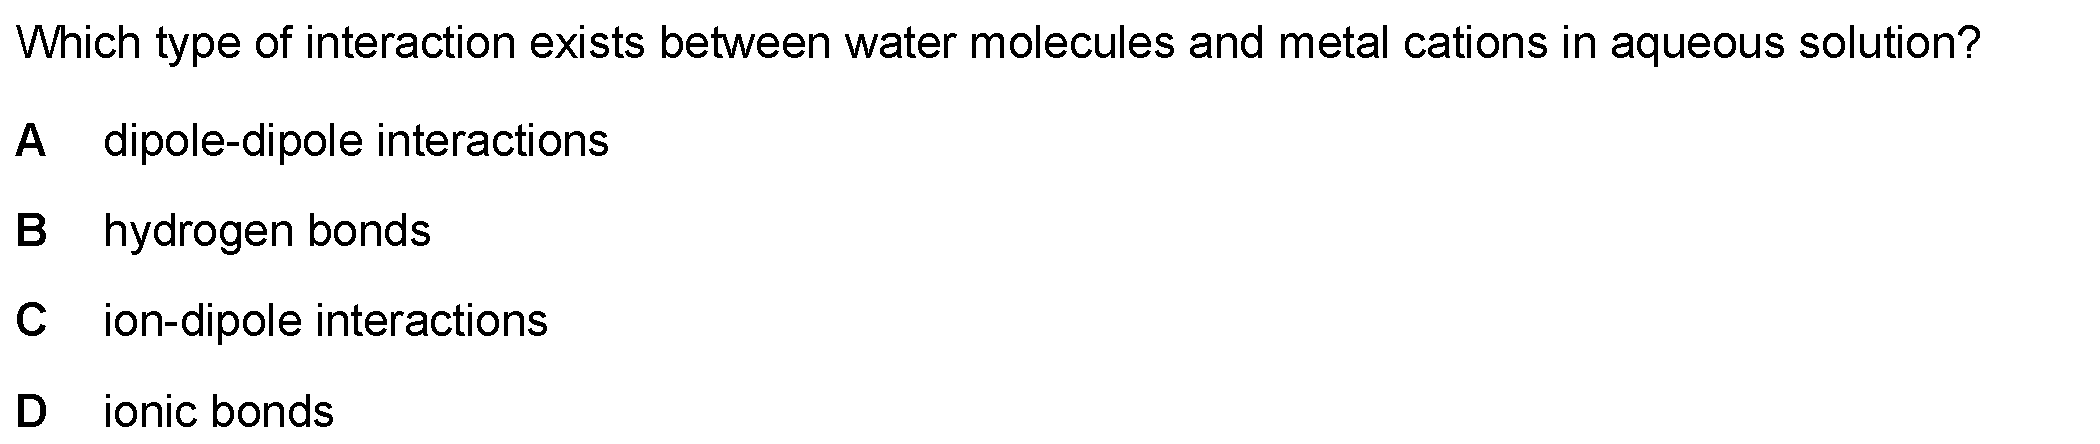 Which type of interaction exists between water molecules and metal cations in aqueous solution?
A dipole-dipole interactions
B hydrogen bonds
C ion-dipole interactions
D ionic bonds